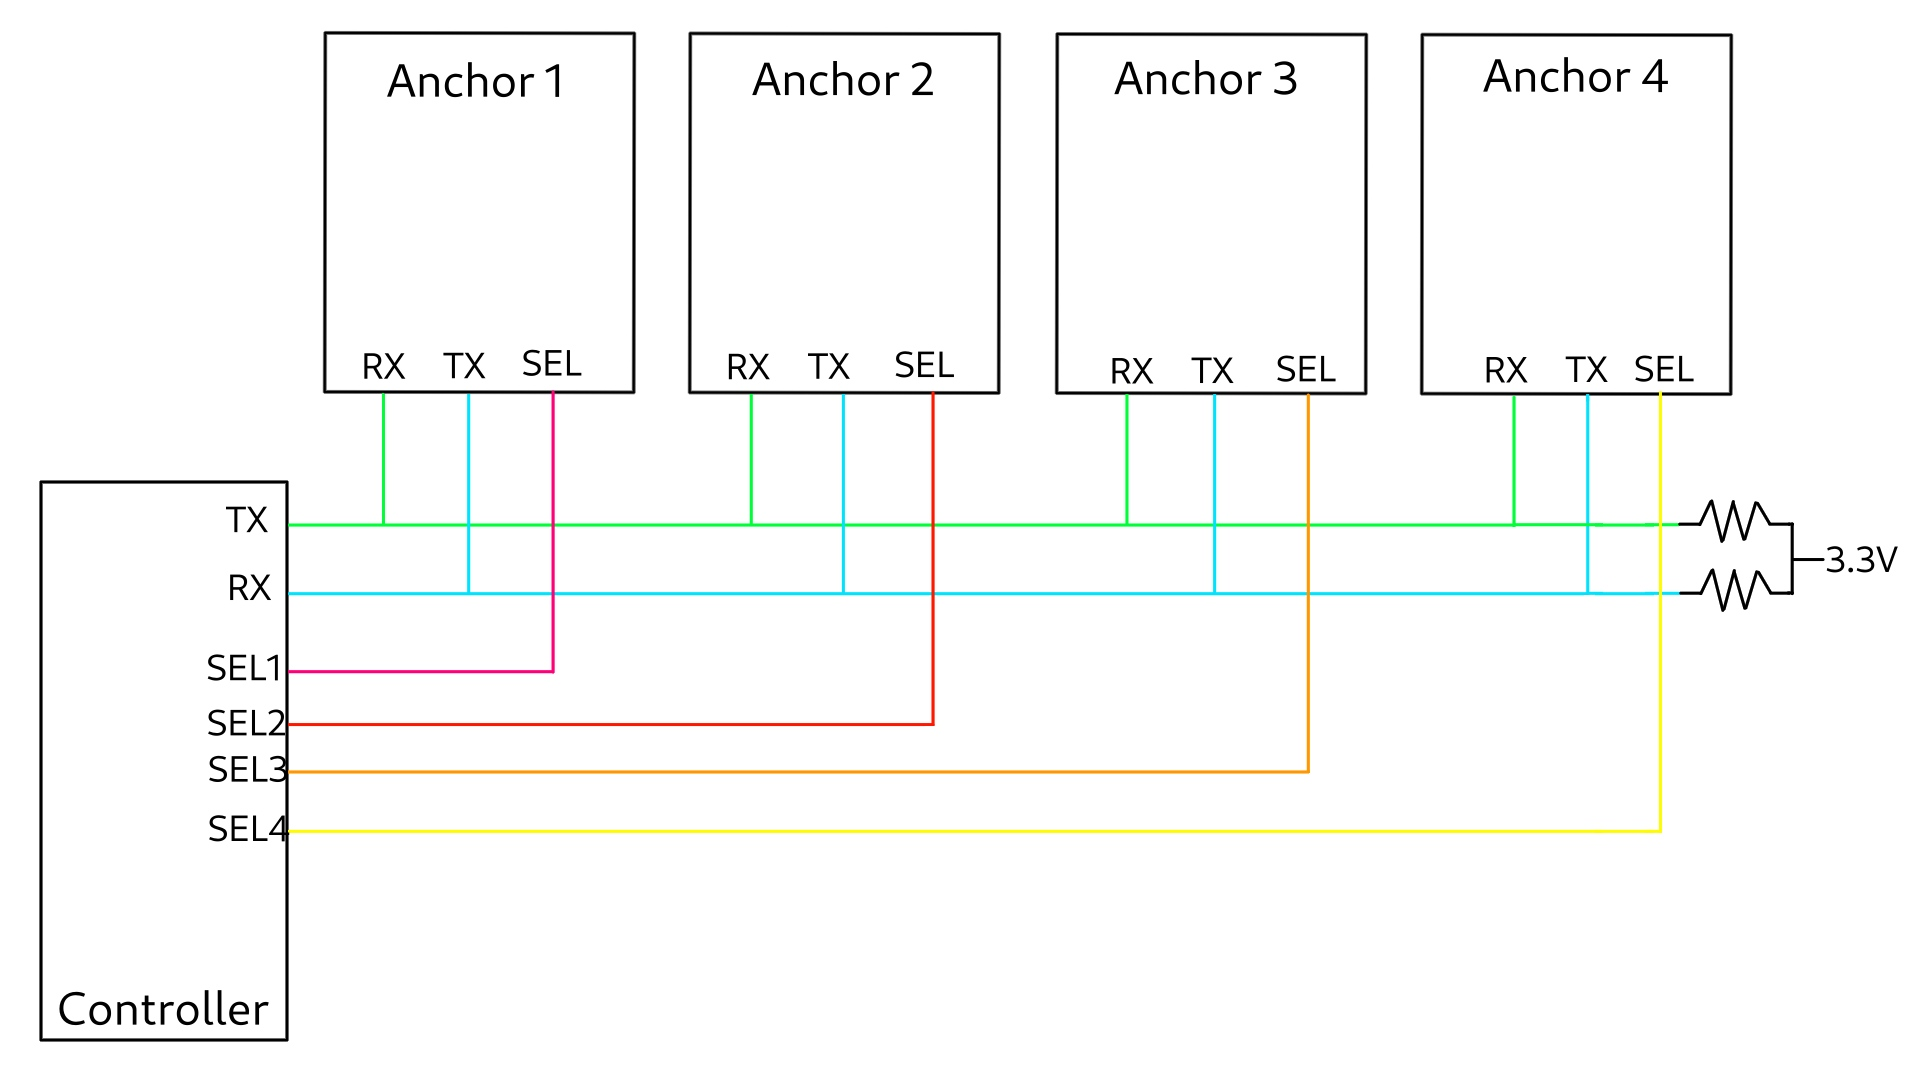 Anchor 1
Anchor 2
Anchor 3
Anchor 4
RX TX SEL
RX TX SEL
RX TX SEL
RX TX SEL
TX
3.3V
RX
SEL1
SEL2
SEL3
SEL4
Controller